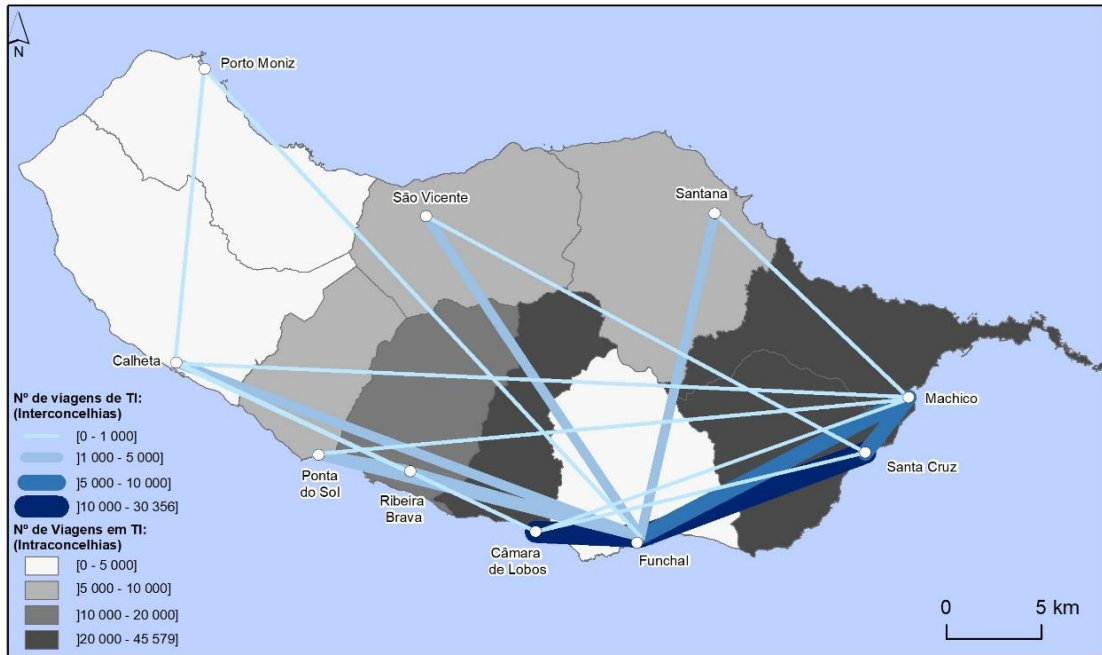 N
Porto Moniz
São Vicente
Santana
Calheta
Machico
Santa Cruz
Ponta
do Sol
Ribeira
Brava
Câmara
de Lobos
Funchal
Nº de viagens de TI:
(Interconcelhias)
[0 - 1 000]
]1 000 - 5 000]
]5 000 - 10 000]
]10 000 - 30 356]
Nº de Viagens em TI:
(Intraconcelhias)
[0 - 5 000]
]5 000 - 10 000]
]10 000 - 20 000]
]20 000 - 45 579]
0 5 km